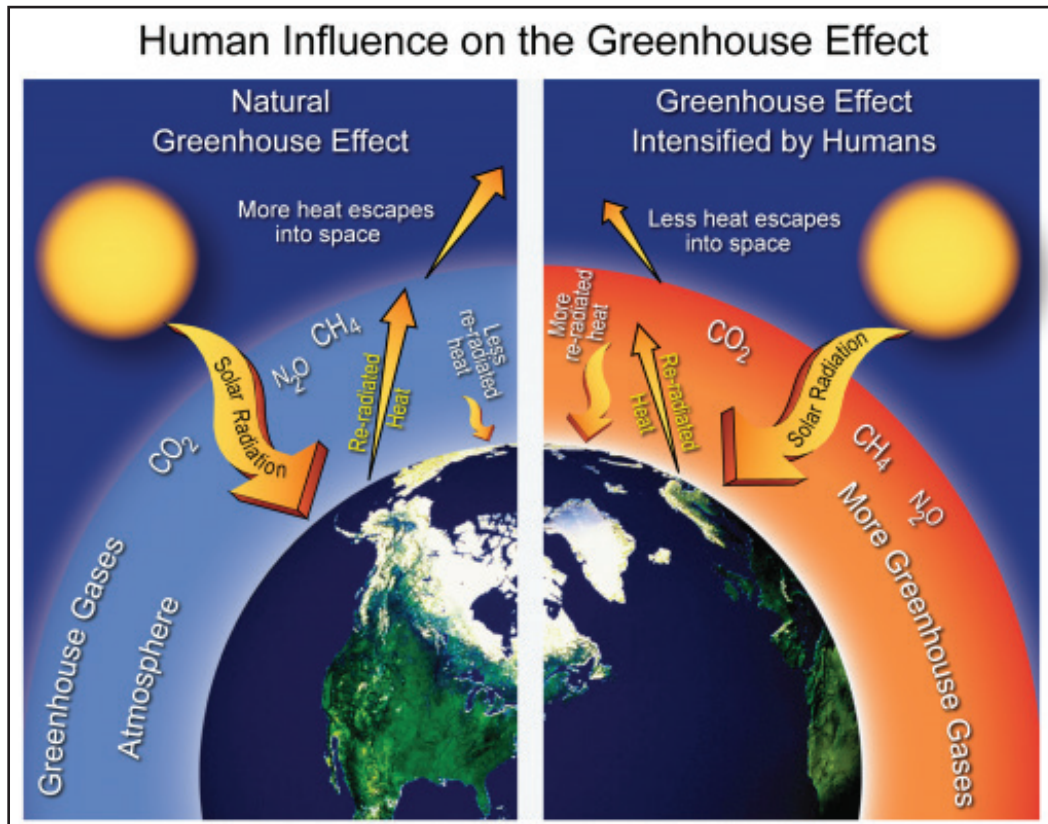 Human Influence on the Greenhouse Effect
Natural
Greenhouse Effect
More heat escapes
into space
Solar Radiation
CO₂
N₂O
CH₄
Re-radiated
Heat
Less
re-radiated
heat
Greenhouse Gases
Atmosphere
Greenhouse Effect
Intensified by Humans
Less heat escapes
into space
More
re-radiated
heat
Re-radiated
Heat
CO₂
Solar Radiation
CH₄
N₂O
More Greenhouse Gases